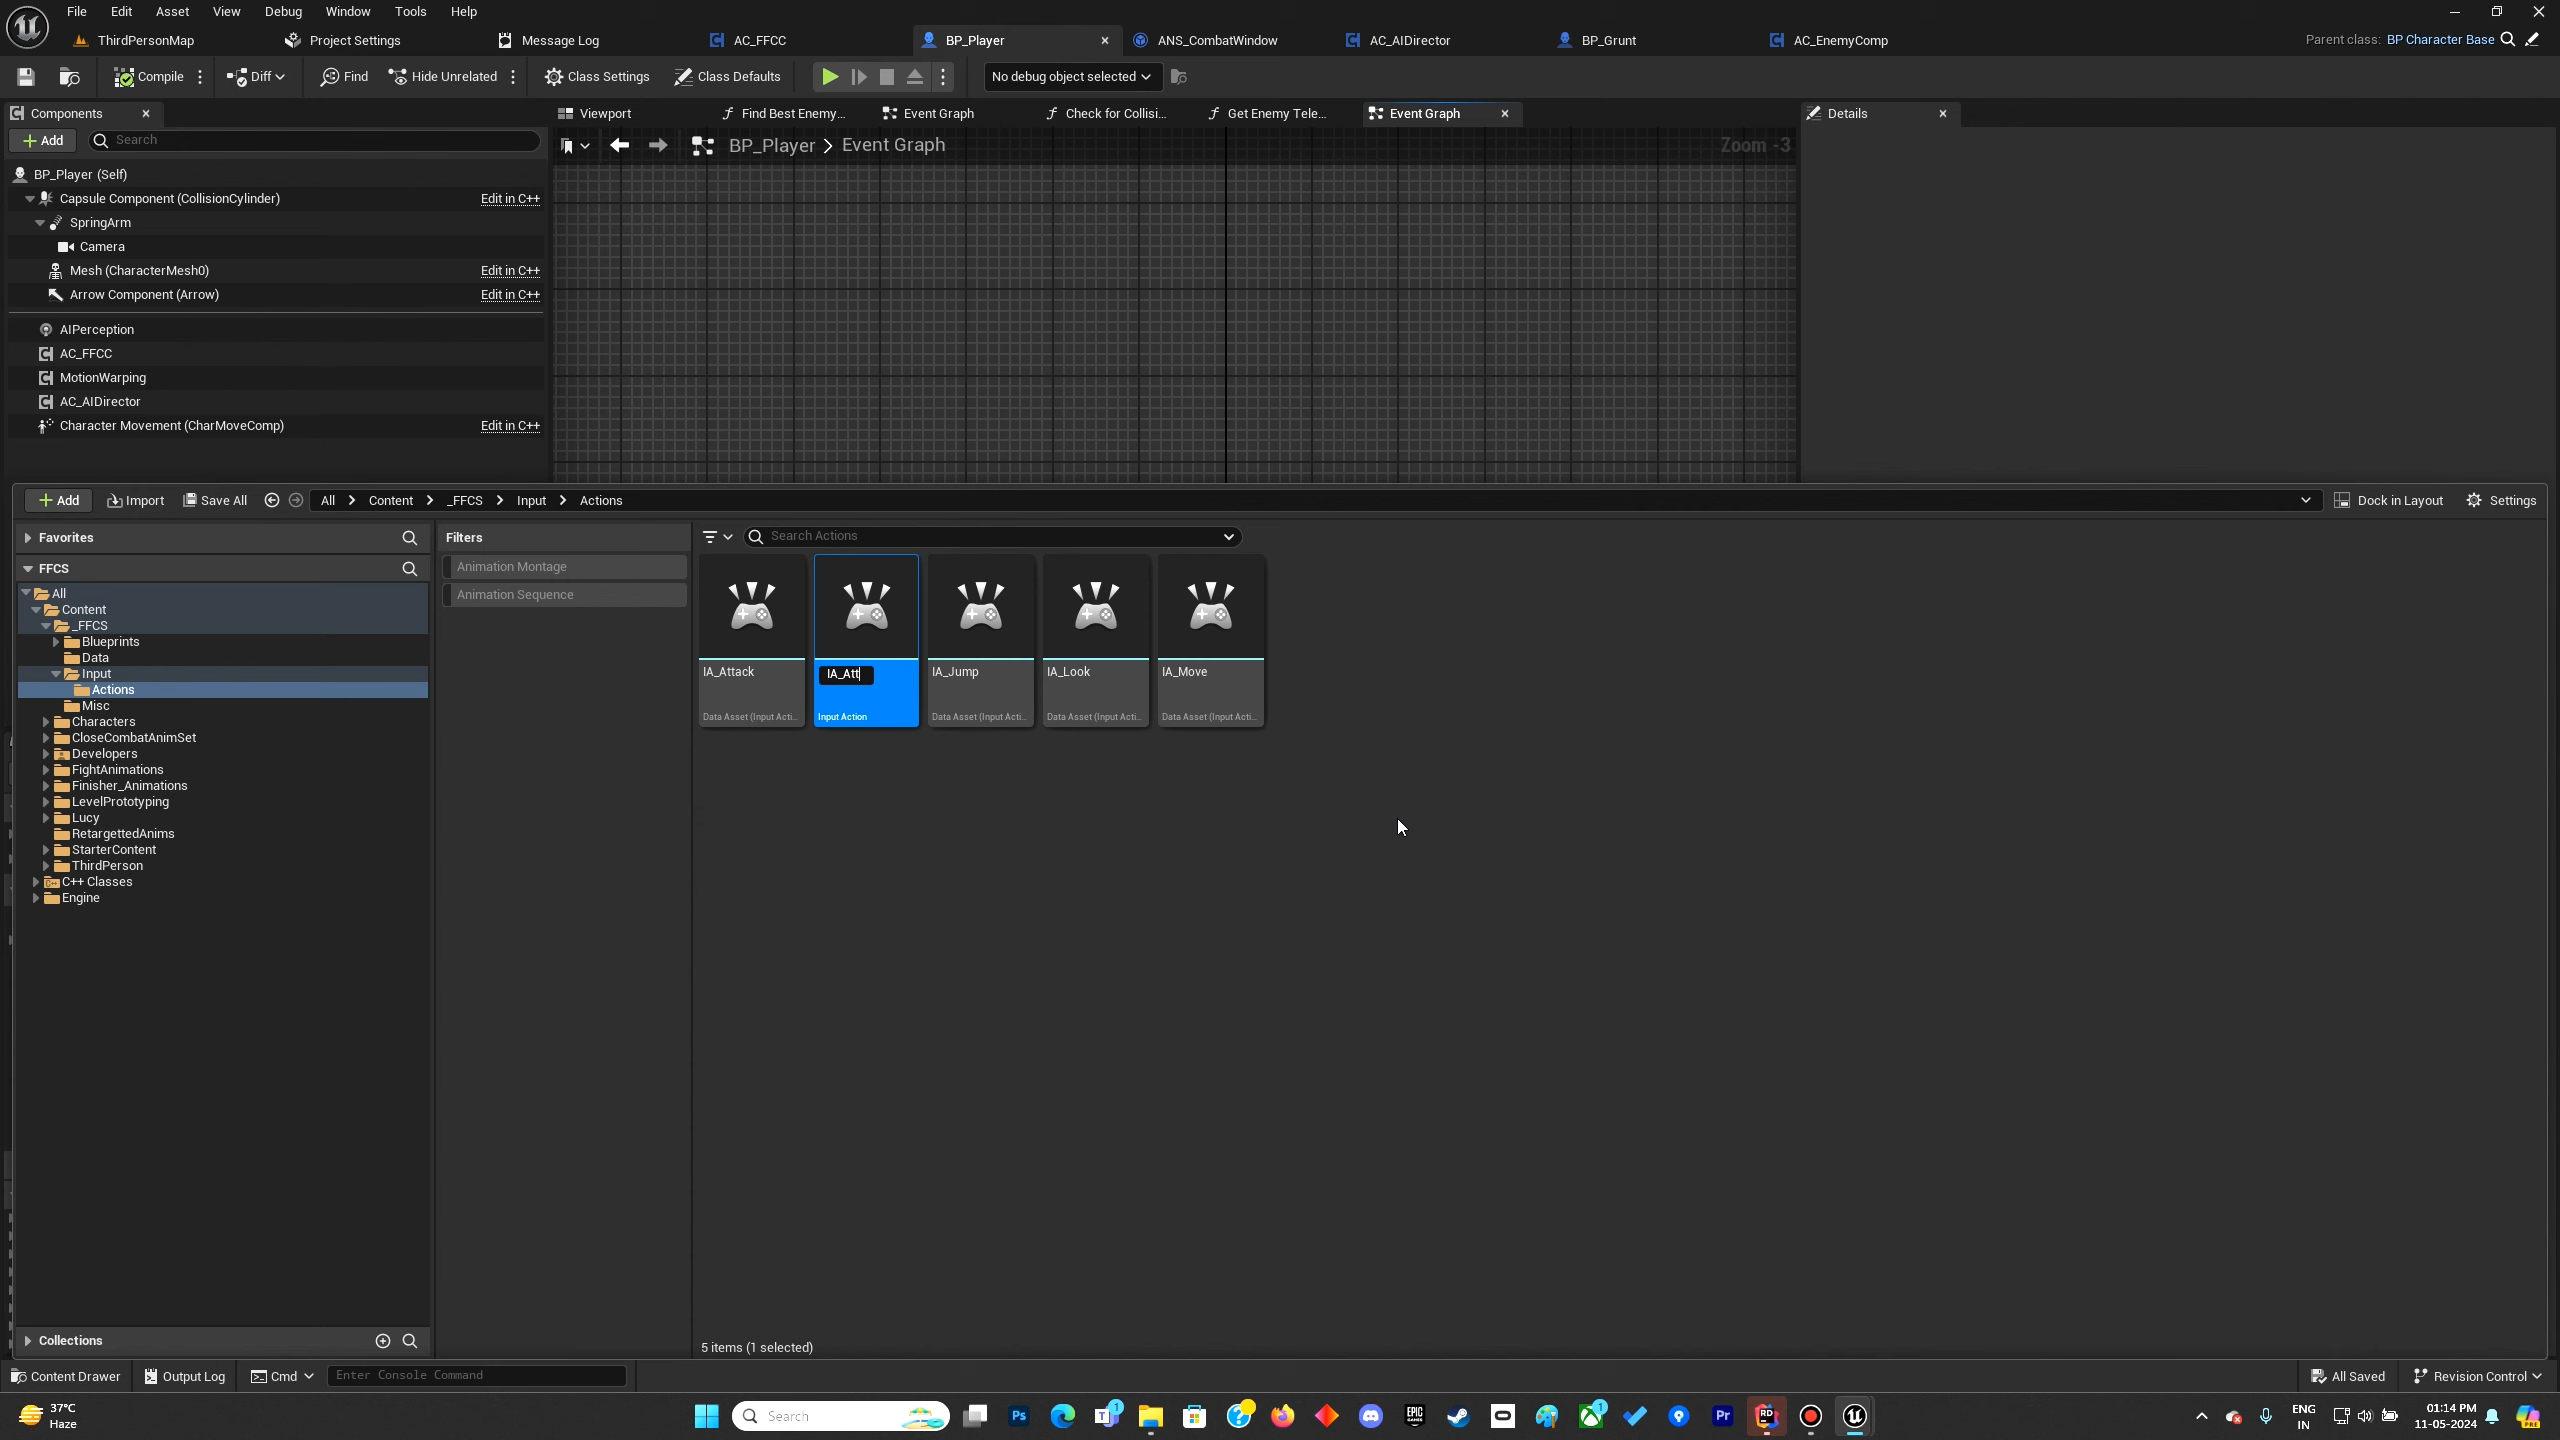 File Edit Asset View Debug Window Tools Help
ThirdPersonMap Project Settings Message Log AC_FFCC BP_Player ANS_CombatWindow AC_AIDirector BP_Grunt AC_EnemyComp Parent class: BP Character Base
Compile Diff Find Hide Unrelated Class Settings Class Defaults No debug object selected
Components Viewport Find Best Enemy... Event Graph Check for Collisi... Get Enemy Tele... Event Graph Details
Add Search BP_Player Event Graph Zoom -3
BP_Player (Self)
Capsule Component (CollisionCylinder) Edit in C++
SpringArm
Camera
Mesh (CharacterMesh0) Edit in C++
Arrow Component (Arrow) Edit in C++
AIPerception
AC_FFCC
MotionWarping
AC_AIDirector
Character Movement (CharMoveComp) Edit in C++
Add Import Save All All Content _FFCS Input Actions Dock in Layout Settings
Favorites
FFCS
All
Content
_FFCS
Blueprints
Data
Input
Actions
Misc
Characters
CloseCombatAnimSet
Developers
FightAnimations
Finisher_Animations
LevelPrototyping
Lucy
RetargettedAnims
StarterContent
ThirdPerson
C++ Classes
Engine
Collections
Filters
Animation Montage
Animation Sequence
Search Actions
IA_Attack IA_Att IA_Jump IA_Look IA_Move
Data Asset (Input Acti... Input Action Data Asset (Input Acti... Data Asset (Input Acti... Data Asset (Input Acti...
5 items (1 selected)
Content Drawer Output Log Cmd Enter Console Command All Saved Revision Control
37°C
Haze
Search
ENG
IN
01:14 PM
11-05-2024